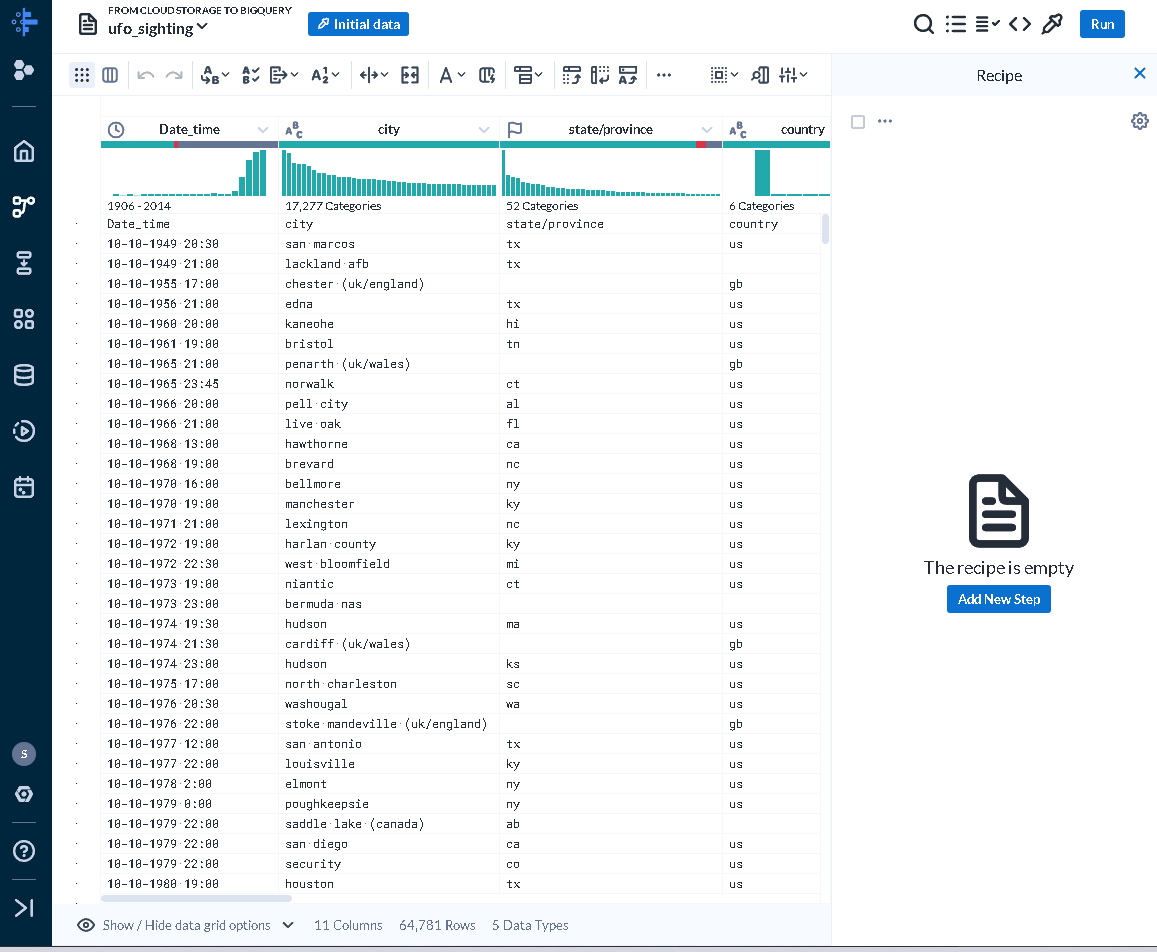 FROM CLOUD STORAGE TO BIGQUERY
ufo_sighting
Initial data
Run
Recipe
Date_time city state/province country
1906 - 2014 17,277 Categories 52 Categories 6 Categories
Date_time city state/province country
10-10-1949 20:30 san marcos tx us
10-10-1949 21:00 lackland afb tx
10-10-1955 17:00 chester (uk/england) gb
10-10-1956 21:00 edna tx us
10-10-1960 20:00 kaneohe hi us
10-10-1961 19:00 bristol tn us
10-10-1965 21:00 penarth (uk/wales) gb
10-10-1965 23:45 norwalk ct us
10-10-1966 20:00 pell city al us
10-10-1966 21:00 live oak fl us
10-10-1968 13:00 hawthorne ca us
10-10-1968 19:00 brevard nc us
10-10-1970 16:00 bellmore ny us
10-10-1970 19:00 manchester ky us
10-10-1971 21:00 lexington nc us
10-10-1972 19:00 harlan county ky us
10-10-1972 22:30 west bloomfield mi us
10-10-1973 19:00 niantic ct us
10-10-1973 23:00 bermuda nas
10-10-1974 19:30 hudson ma us
10-10-1974 21:30 cardiff (uk/wales) gb
10-10-1974 23:00 hudson ks us
10-10-1975 17:00 north charleston sc us
10-10-1976 20:30 washougal wa us
10-10-1976 22:00 stoke mandeville (uk/england) gb
10-10-1977 12:00 san antonio tx us
10-10-1977 22:00 louisville ky us
10-10-1978 2:00 elmont ny us
10-10-1979 0:00 poughkeepsie ny us
10-10-1979 22:00 saddle lake (canada) ab
10-10-1979 22:00 san diego ca us
10-10-1979 22:00 security co us
10-10-1980 19:00 houston tx us
The recipe is empty
Add New Step
S
Show / Hide data grid options 11 Columns 64,781 Rows 5 Data Types